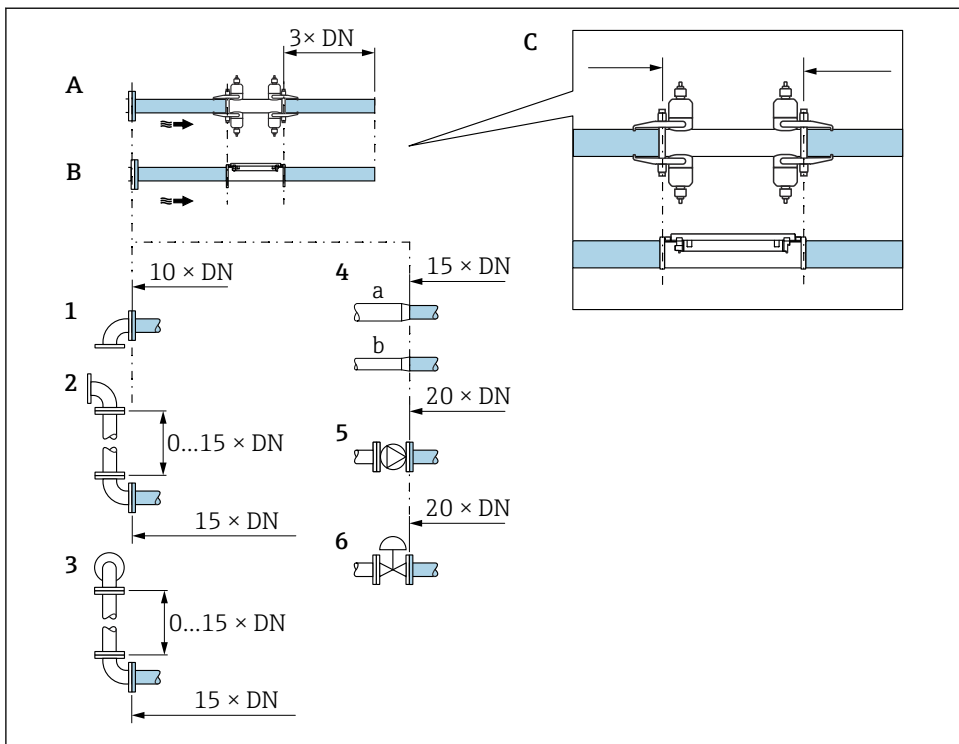 3× DN
C
A
B
10 × DN
4
15 × DN
a
1
b
2
20 × DN
0...15 × DN
5
15 × DN
20 × DN
6
3
0...15 × DN
15 × DN